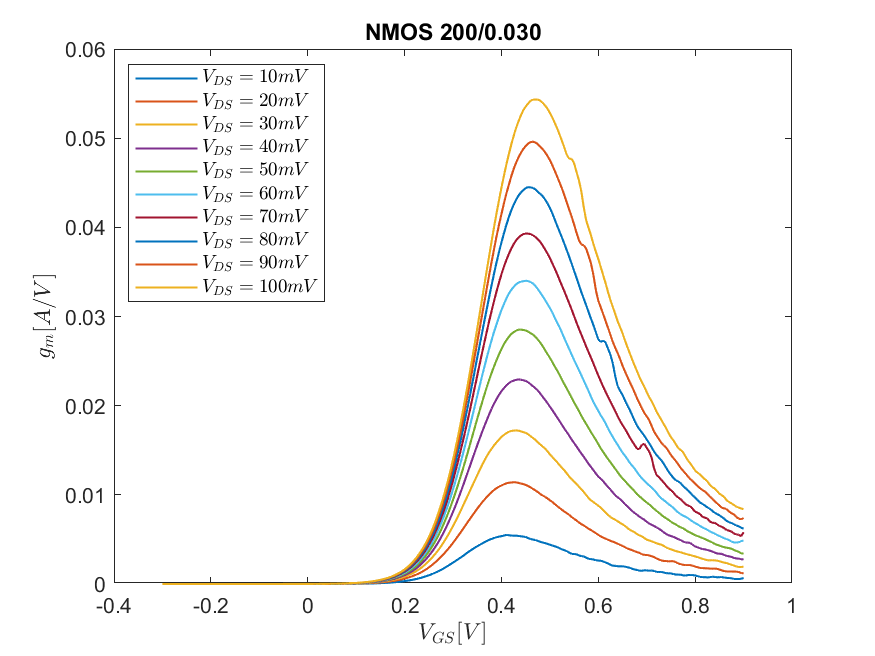 NMOS 200/0.030
0.06
0.05
0.04
0.03
0.02
0.01
0
g_m[A/V]
V_DS = 10mV
V_DS = 20mV
V_DS = 30mV
V_DS = 40mV
V_DS = 50mV
V_DS = 60mV
V_DS = 70mV
V_DS = 80mV
V_DS = 90mV
V_DS = 100mV
-0.4 -0.2 0 0.2 0.4 0.6 0.8 1
V_GS[V]